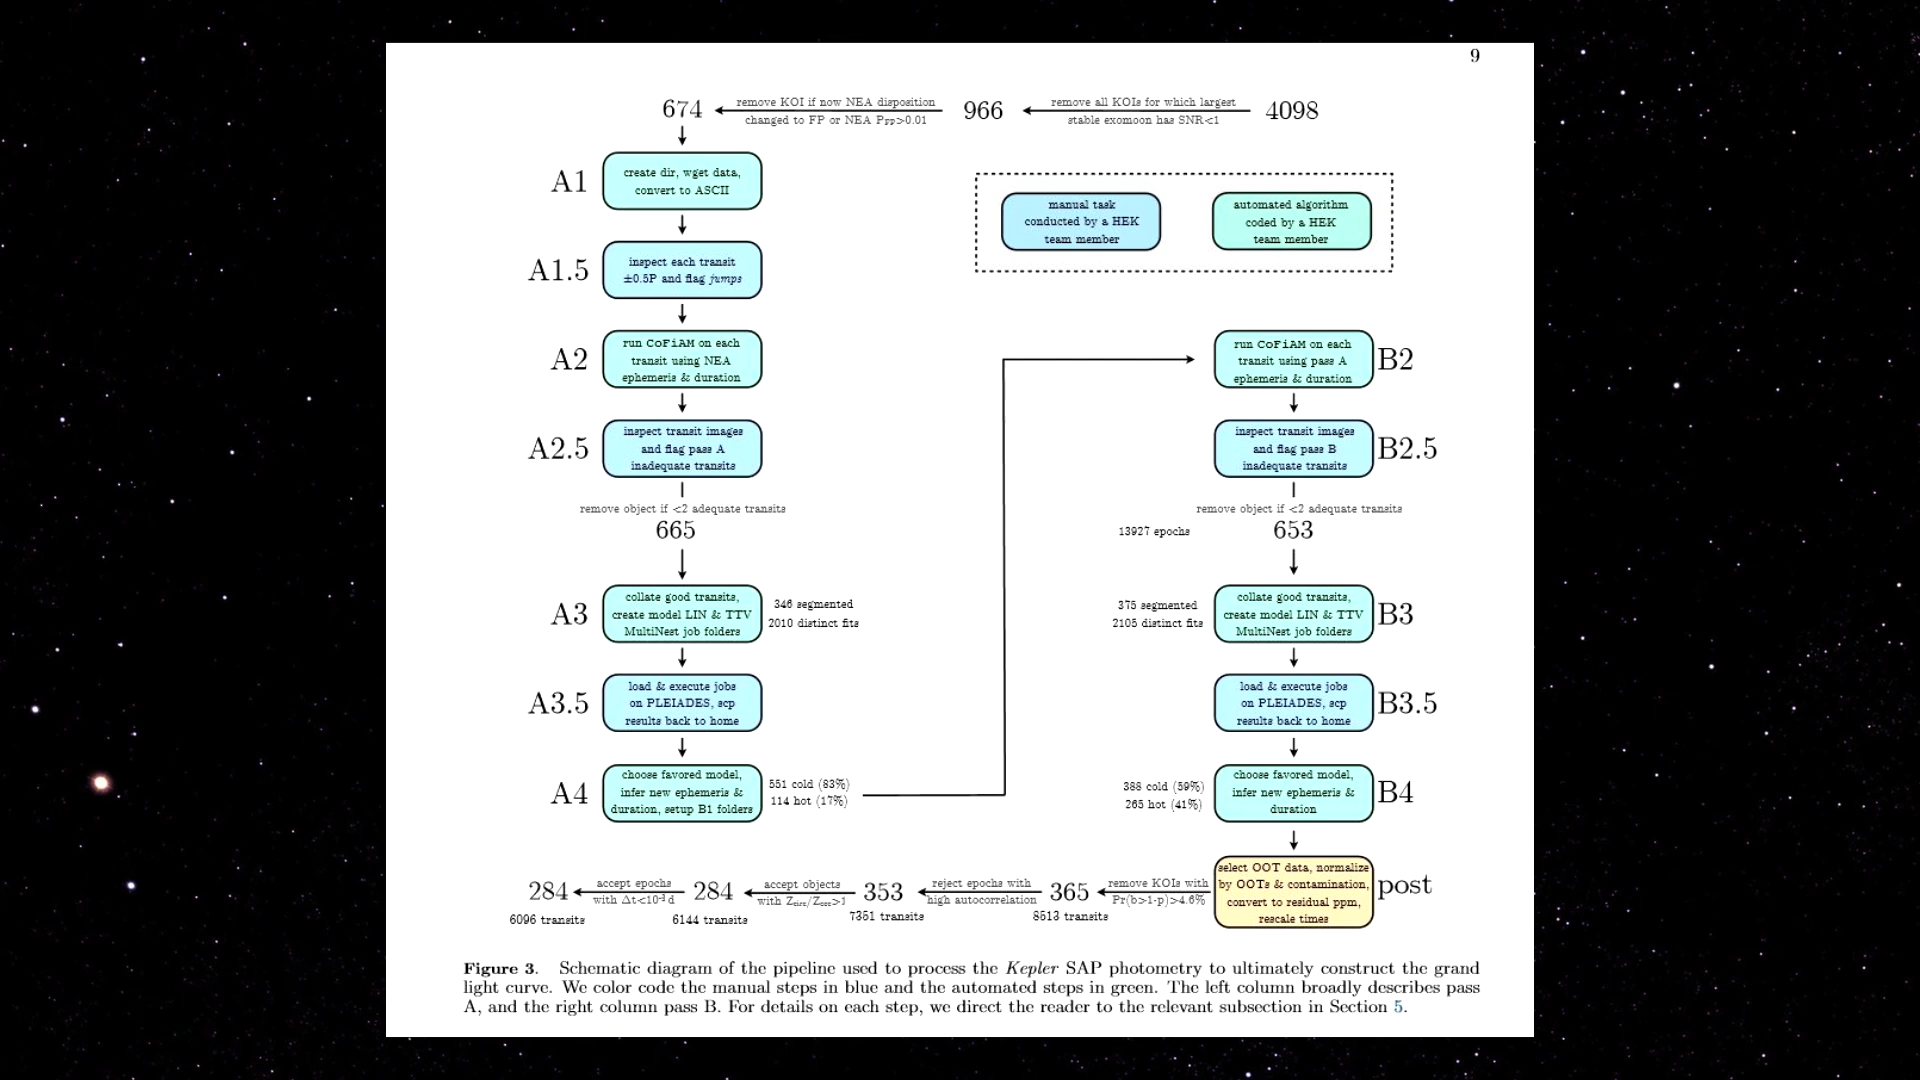 9
674
remove KOI if now NEA disposition
changed to FP or NEA P_FP>0.01
966
remove all KOIs for which largest
stable exomoon has SNR<1
4098
A1
create dir, wget data,
convert to ASCII
manual task
conducted by a HEK
team member
automated algorithm
coded by a HEK
team member
A1.5
inspect each transit
±0.5P and flag jumps
A2
run CoFiAM on each
transit using NEA
ephemeris & duration
run CoFiAM on each
transit using pass A
ephemeris & duration
B2
A2.5
inspect transit images
and flag pass A
inadequate transits
inspect transit images
and flag pass B
inadequate transits
B2.5
remove object if <2 adequate transits
665
remove object if <2 adequate transits
13927 epochs
653
A3
collate good transits,
create model LIN & TTV
MultiNest job folders
346 segmented
2010 distinct fits
375 segmented
2105 distinct fits
collate good transits,
create model LIN & TTV
MultiNest job folders
B3
A3.5
load & execute jobs
on PLEIADES, scp
results back to home
load & execute jobs
on PLEIADES, scp
results back to home
B3.5
A4
choose favored model,
infer new ephemeris &
duration, setup B1 folders
551 cold (83%)
114 hot (17%)
388 cold (59%)
265 hot (41%)
choose favored model,
infer new ephemeris &
duration
B4
284
6096 transits
accept epochs
with Δt<10⁻³ d
284
6144 transits
accept objects
with Z_circ/Z_ecc>1
353
7351 transits
reject epochs with
high autocorrelation
365
8513 transits
remove KOIs with
Pr(b>1-p)>4.6%
select OOT data, normalize
by OOTs & contamination,
convert to residual ppm,
rescale times
post
Figure 3. Schematic diagram of the pipeline used to process the Kepler SAP photometry to ultimately construct the grand
light curve. We color code the manual steps in blue and the automated steps in green. The left column broadly describes pass
A, and the right column pass B. For details on each step, we direct the reader to the relevant subsection in Section 5.